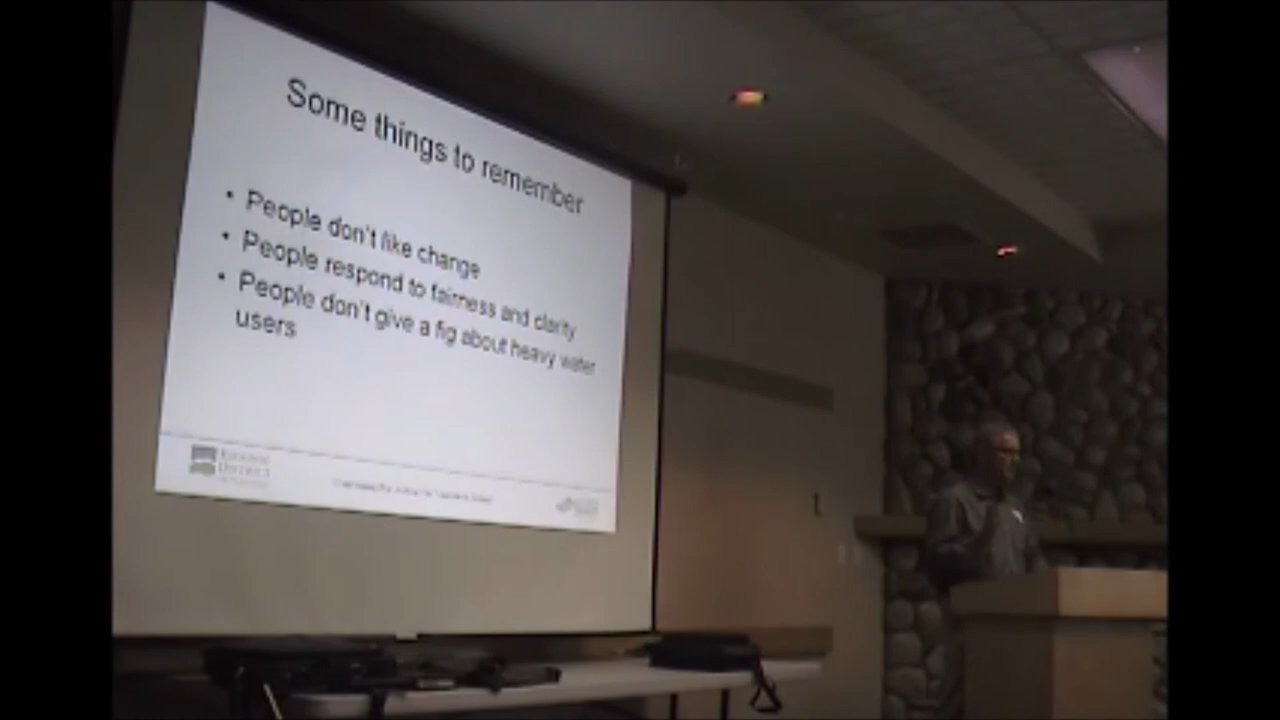 Some things to remember
• People don't like change
• People respond to fairness and clarity
• People don't give a fig about heavy water
users
DISTRICT